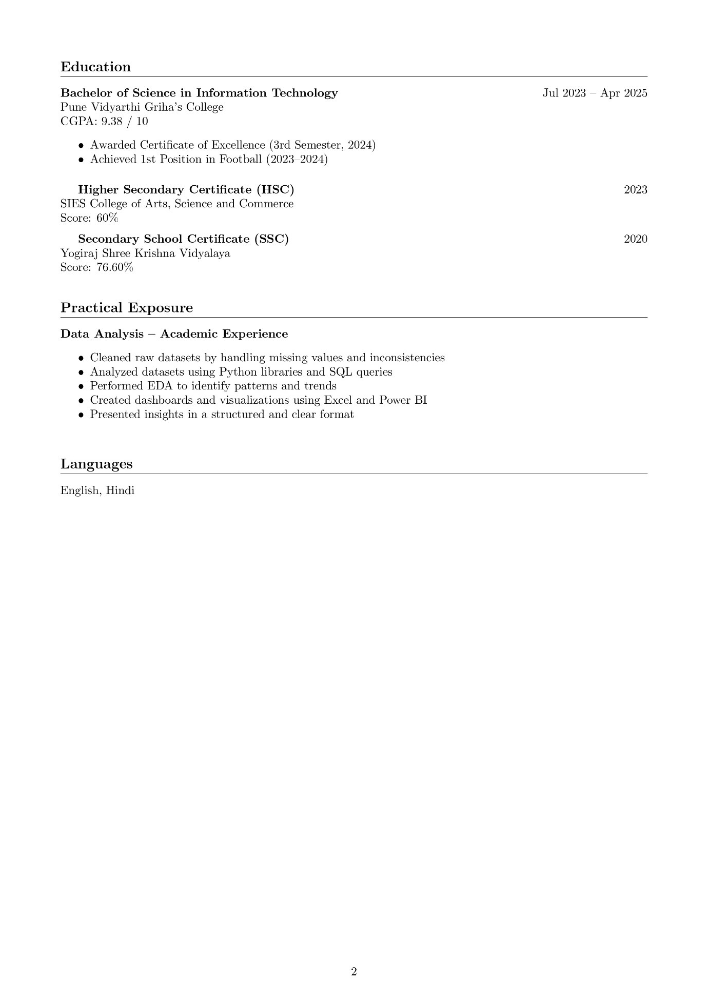 Education
Bachelor of Science in Information Technology Jul 2023 – Apr 2025
Pune Vidyarthi Griha's College
CGPA: 9.38 / 10
• Awarded Certificate of Excellence (3rd Semester, 2024)
• Achieved 1st Position in Football (2023–2024)
Higher Secondary Certificate (HSC) 2023
SIES College of Arts, Science and Commerce
Score: 60%
Secondary School Certificate (SSC) 2020
Yogiraj Shree Krishna Vidyalaya
Score: 76.60%
Practical Exposure
Data Analysis – Academic Experience
• Cleaned raw datasets by handling missing values and inconsistencies
• Analyzed datasets using Python libraries and SQL queries
• Performed EDA to identify patterns and trends
• Created dashboards and visualizations using Excel and Power BI
• Presented insights in a structured and clear format
Languages
English, Hindi
2